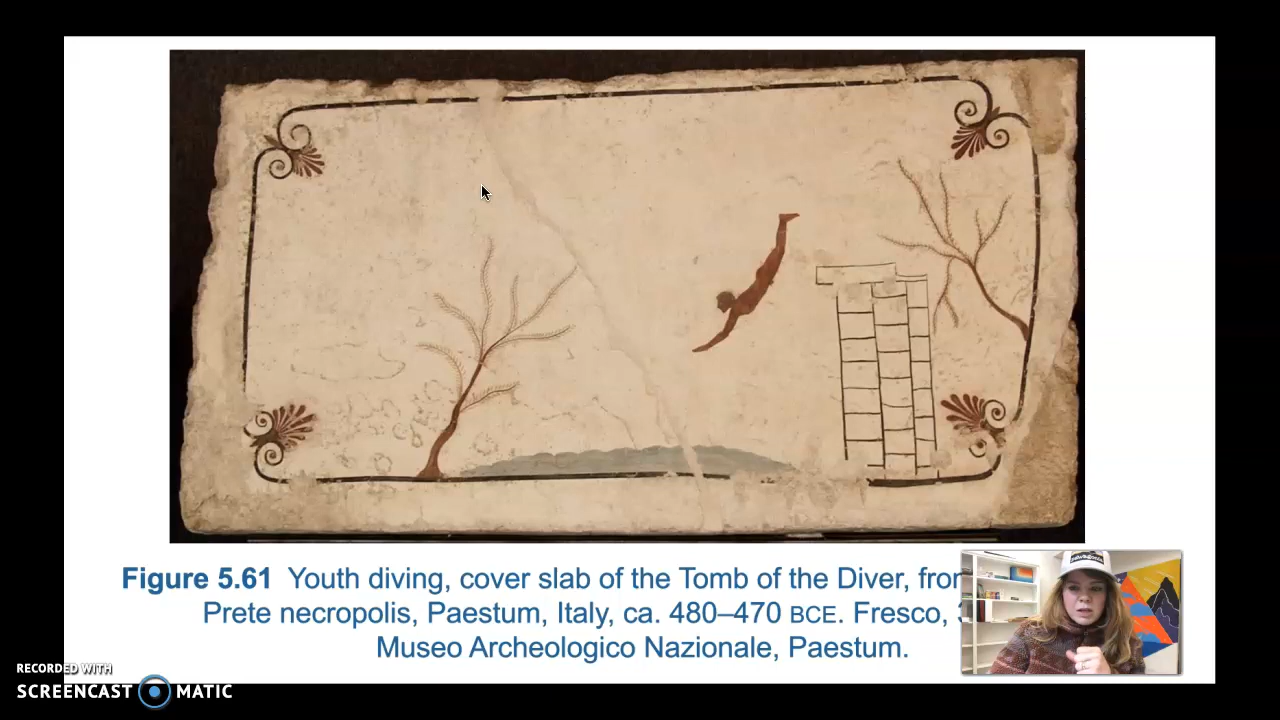 Figure 5.61 Youth diving, cover slab of the Tomb of the Diver,
Prete necropolis, Paestum, Italy, ca. 480–470 BCE. Fresco,
Museo Archeologico Nazionale, Paestum.
RECORDED WITH
SCREENCAST MATIC